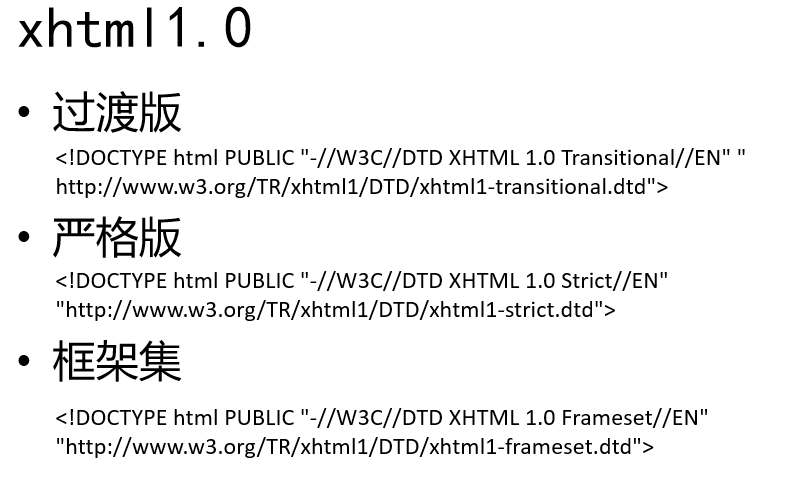 xhtml1.0
• 过渡版
<!DOCTYPE html PUBLIC "-//W3C//DTD XHTML 1.0 Transitional//EN" "
http://www.w3.org/TR/xhtml1/DTD/xhtml1-transitional.dtd">
• 严格版
<!DOCTYPE html PUBLIC "-//W3C//DTD XHTML 1.0 Strict//EN"
"http://www.w3.org/TR/xhtml1/DTD/xhtml1-strict.dtd">
• 框架集
<!DOCTYPE html PUBLIC "-//W3C//DTD XHTML 1.0 Frameset//EN"
"http://www.w3.org/TR/xhtml1/DTD/xhtml1-frameset.dtd">